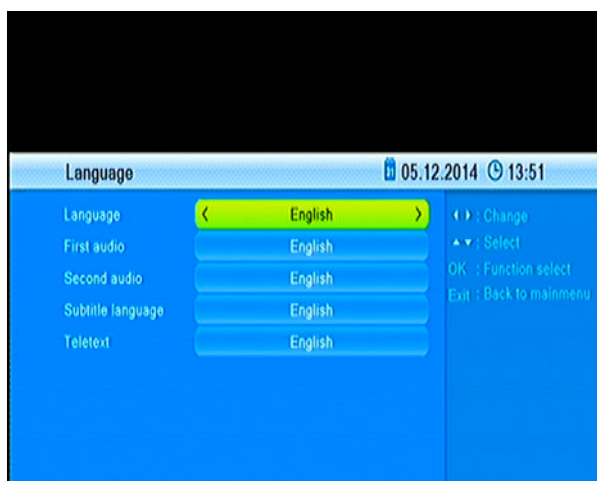 Language 05.12.2014 13:51
Language < English >
First audio English
Second audio English
Subtitle language English
Teletext English
: Change
: Select
OK : Function select
Exit : Back to mainmenu